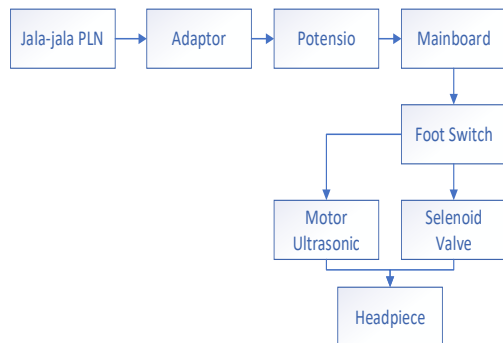 Jala-jala PLN
Adaptor
Potensio
Mainboard
Foot Switch
Motor
Ultrasonic
Selenoid
Valve
Headpiece